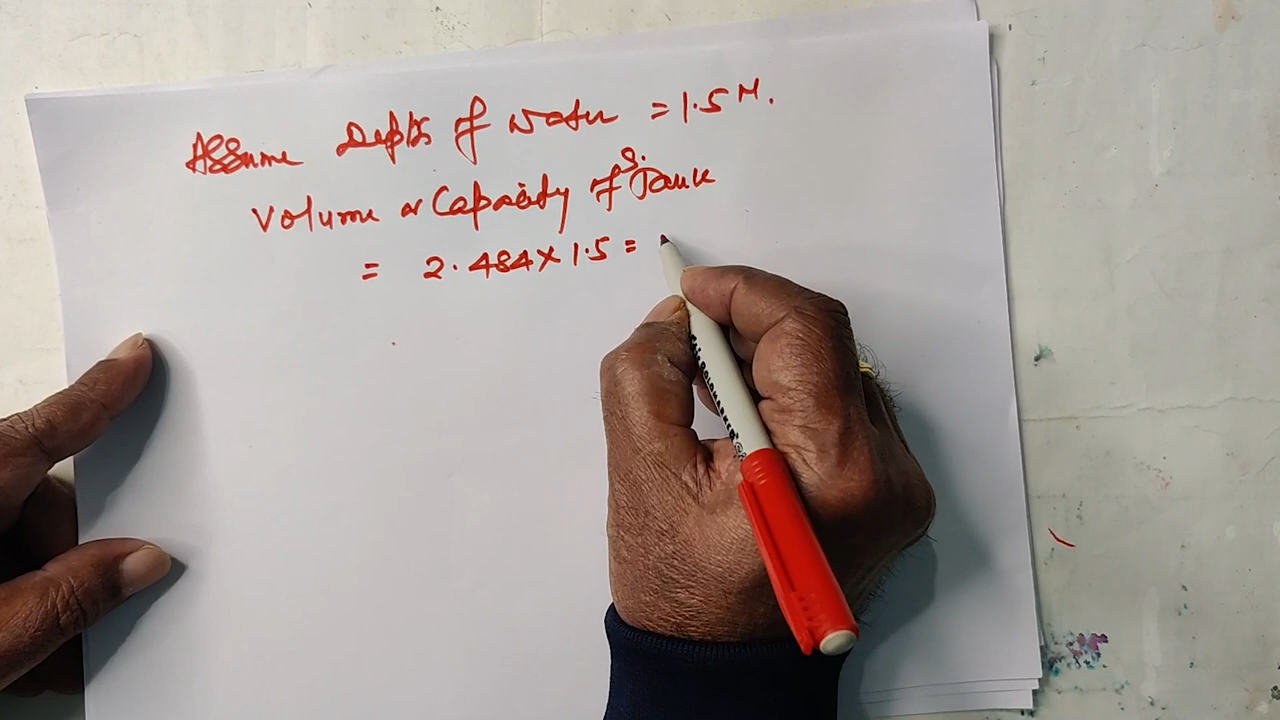 Assume Depth of water = 1.5 M.
Volume or Capacity of S. Tank
= 2.484 X 1.5 =